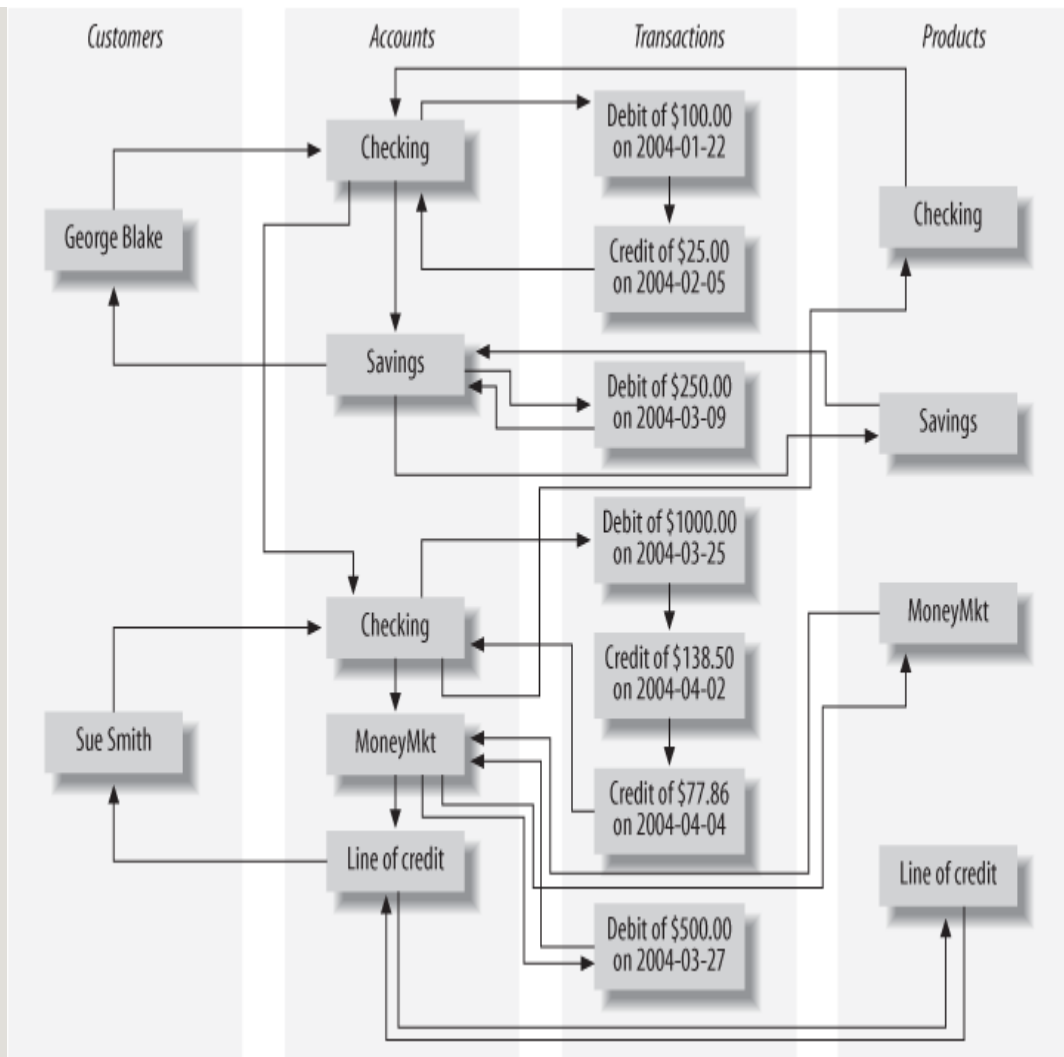 Customers
Accounts
Transactions
Products
George Blake
Sue Smith
Checking
Savings
Checking
MoneyMkt
Line of credit
Debit of $100.00
on 2004-01-22
Credit of $25.00
on 2004-02-05
Debit of $250.00
on 2004-03-09
Debit of $1000.00
on 2004-03-25
Credit of $138.50
on 2004-04-02
Credit of $77.86
on 2004-04-04
Debit of $500.00
on 2004-03-27
Checking
Savings
MoneyMkt
Line of credit